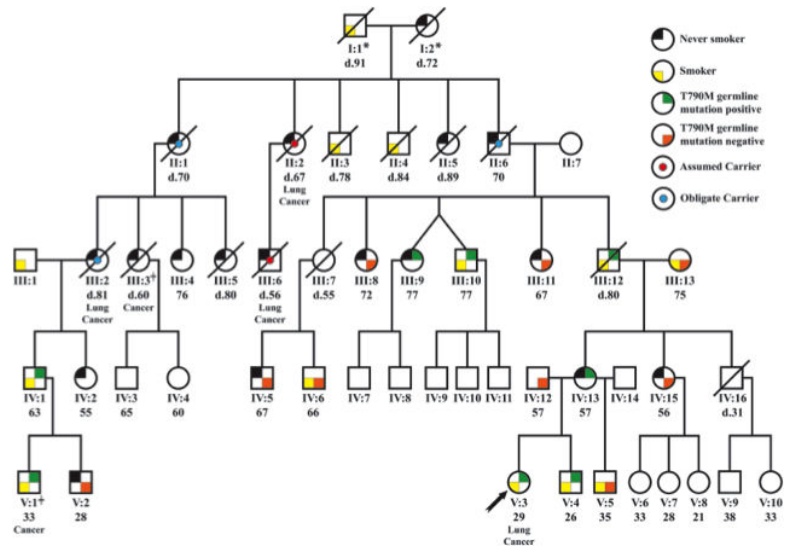 I:1* I:2*
d.91 d.72
Never smoker
Smoker
T790M germline
mutation positive
T790M germline
mutation negative
Assumed Carrier
Obligate Carrier
II:1 II:2 II:3 II:4 II:5 II:6 II:7
d.70 d.67 d.78 d.84 d.89 70
Lung
Cancer
III:1 III:2 III:3† III:4 III:5 III:6 III:7 III:8 III:9 III:10 III:11 III:12 III:13
d.81 d.60 76 d.80 d.56 d.55 72 77 77 67 d.80 75
Lung Cancer Lung
Cancer Cancer
IV:1 IV:2 IV:3 IV:4 IV:5 IV:6 IV:7 IV:8 IV:9 IV:10 IV:11 IV:12 IV:13 IV:14 IV:15 IV:16
63 55 65 60 67 66 57 57 56 d.31
V:1† V:2 V:3 V:4 V:5 V:6 V:7 V:8 V:9 V:10
33 28 29 26 35 33 28 21 38 33
Cancer Lung
Cancer